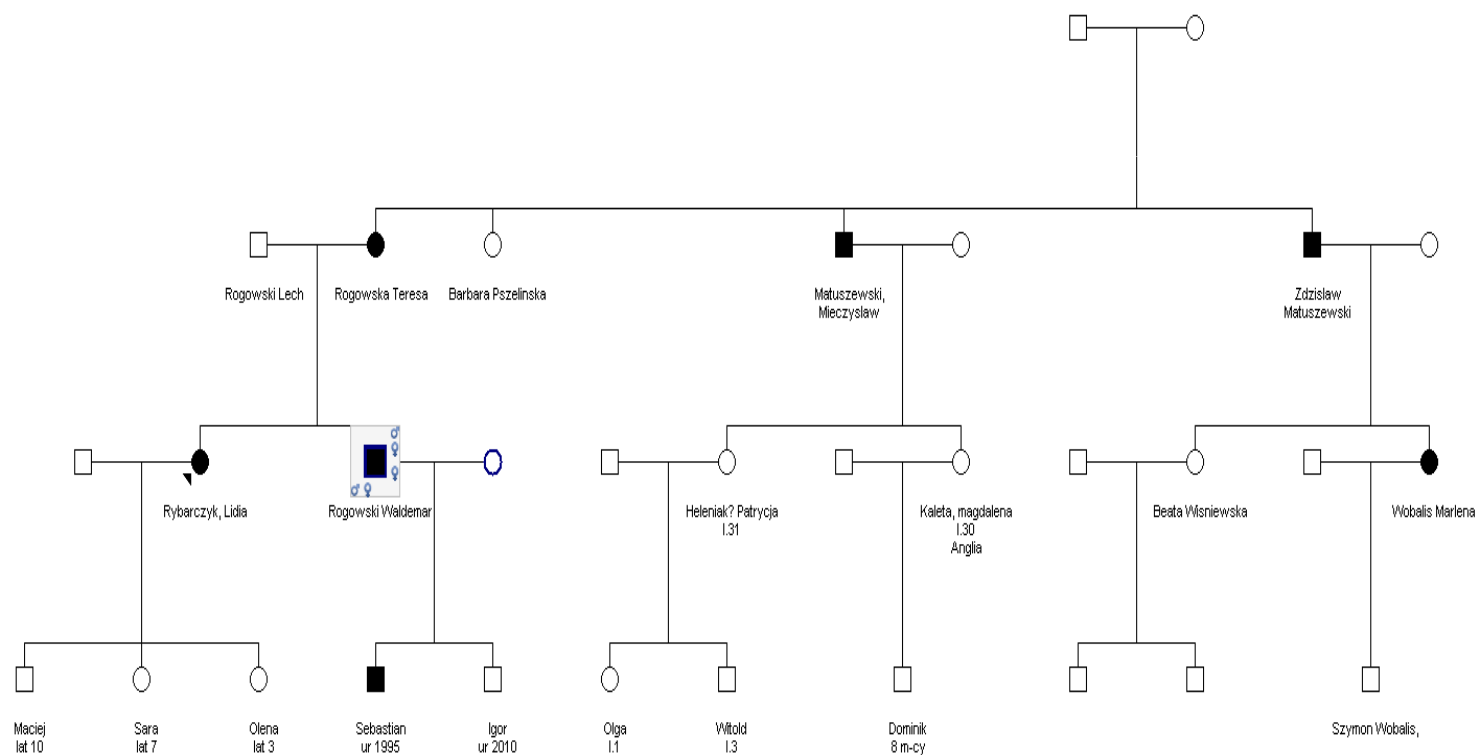 Rogowski Lech
Rogowska Teresa
Barbara Pszelinska
Matuszewski,
Mieczyslaw
Zdzislaw
Matuszewski
Rybarczyk, Lidia
Rogowski Waldemar
Heleniak? Patrycja
l.31
Kaleta, magdalena
l.30
Anglia
Beata Wisniewska
Wobalis Marlena
Maciej
lat 10
Sara
lat 7
Olena
lat 3
Sebastian
ur 1995
Igor
ur 2010
Olga
l.1
Witold
l.3
Dominik
8 m-cy
Szymon Wobalis,